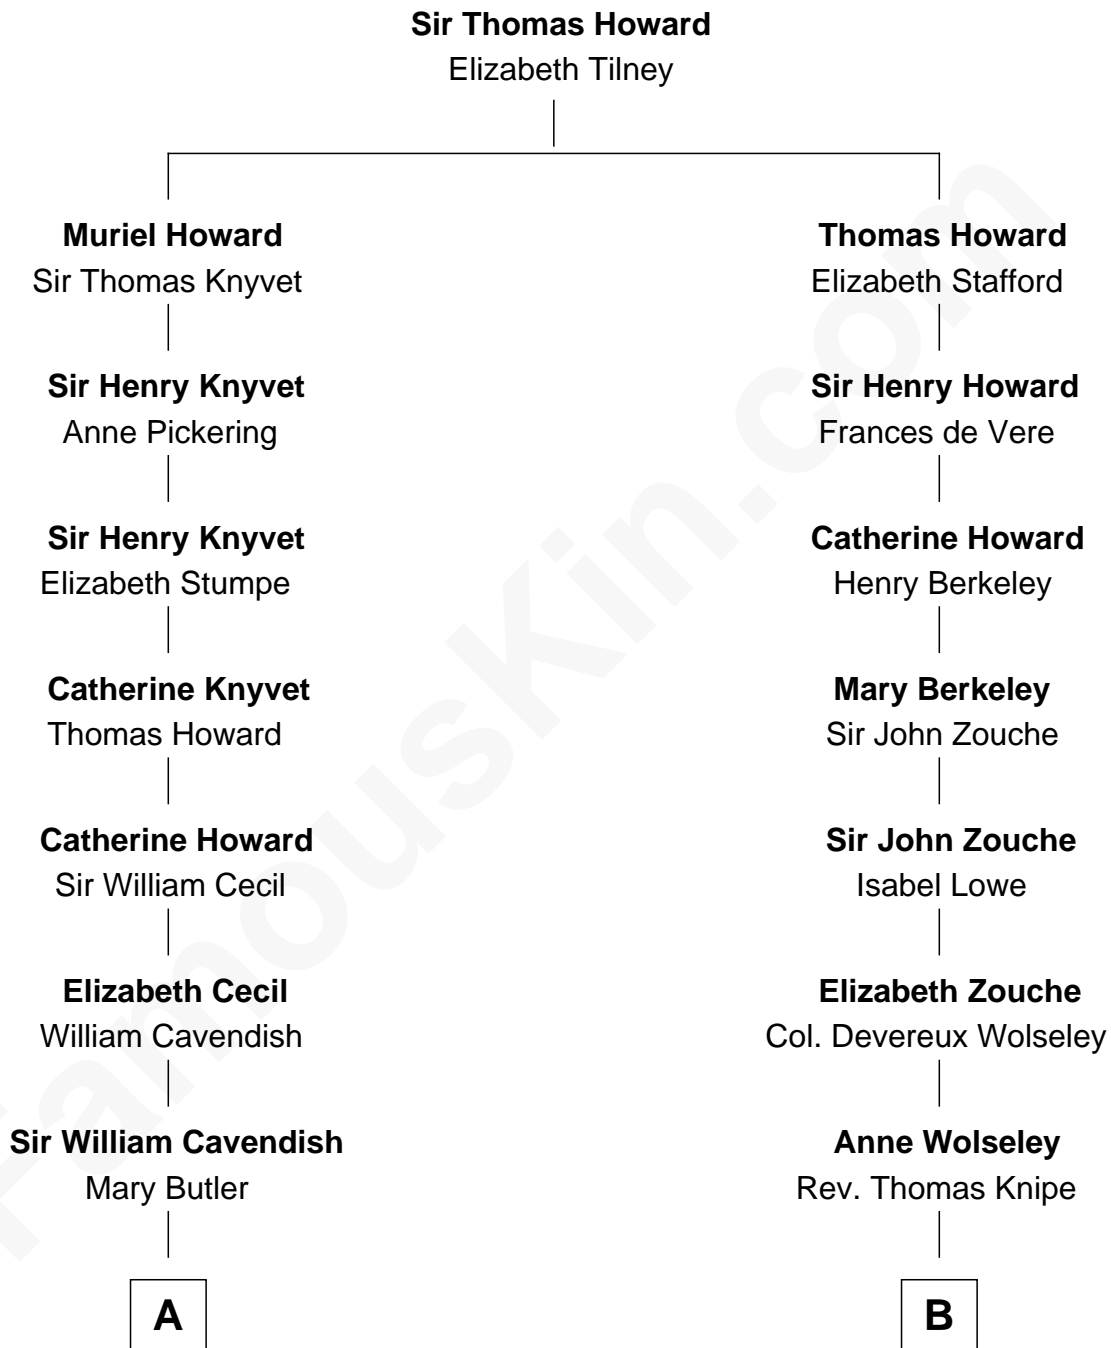 Sir Thomas Howard
Elizabeth Tilney
Muriel Howard
Sir Thomas Knyvet
Thomas Howard
Elizabeth Stafford
Sir Henry Knyvet
Anne Pickering
Sir Henry Howard
Frances de Vere
Sir Henry Knyvet
Elizabeth Stumpe
Catherine Howard
Henry Berkeley
Catherine Knyvet
Thomas Howard
Mary Berkeley
Sir John Zouche
Catherine Howard
Sir William Cecil
Sir John Zouche
Isabel Lowe
Elizabeth Cecil
William Cavendish
Elizabeth Zouche
Col. Devereux Wolseley
Sir William Cavendish
Mary Butler
Anne Wolseley
Rev. Thomas Knipe
A
B
FamousKin.com